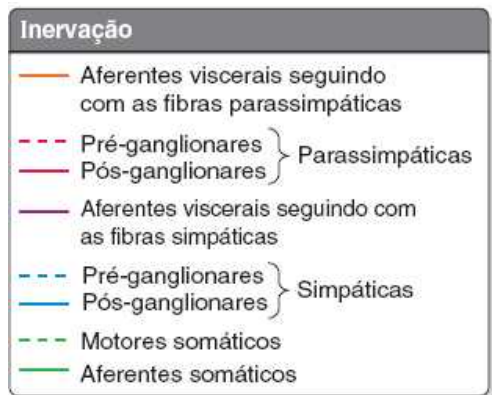 Inervação
Aferentes viscerais seguindo
com as fibras parassimpáticas
Pré-ganglionares
Pós-ganglionares
Parassimpáticas
Aferentes viscerais seguindo com
as fibras simpáticas
Pré-ganglionares
Pós-ganglionares
Simpáticas
Motores somáticos
Aferentes somáticos